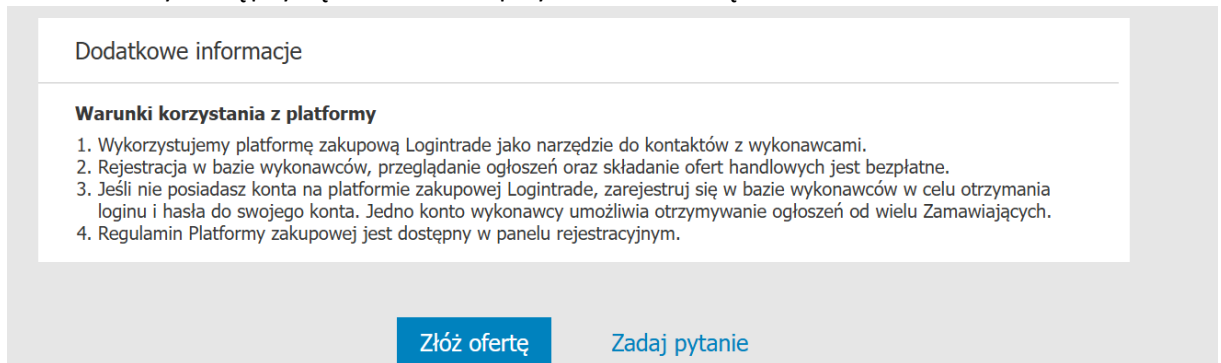 Dodatkowe informacje
Warunki korzystania z platformy
1. Wykorzystujemy platformę zakupową Logintrade jako narzędzie do kontaktów z wykonawcami.
2. Rejestracja w bazie wykonawców, przeglądanie ogłoszeń oraz składanie ofert handlowych jest bezpłatne.
3. Jeśli nie posiadasz konta na platformie zakupowej Logintrade, zarejestruj się w bazie wykonawców w celu otrzymania
loginu i hasła do swojego konta. Jedno konto wykonawcy umożliwia otrzymywanie ogłoszeń od wielu Zamawiających.
4. Regulamin Platformy zakupowej jest dostępny w panelu rejestracyjnym.
Złóż ofertę Zadaj pytanie